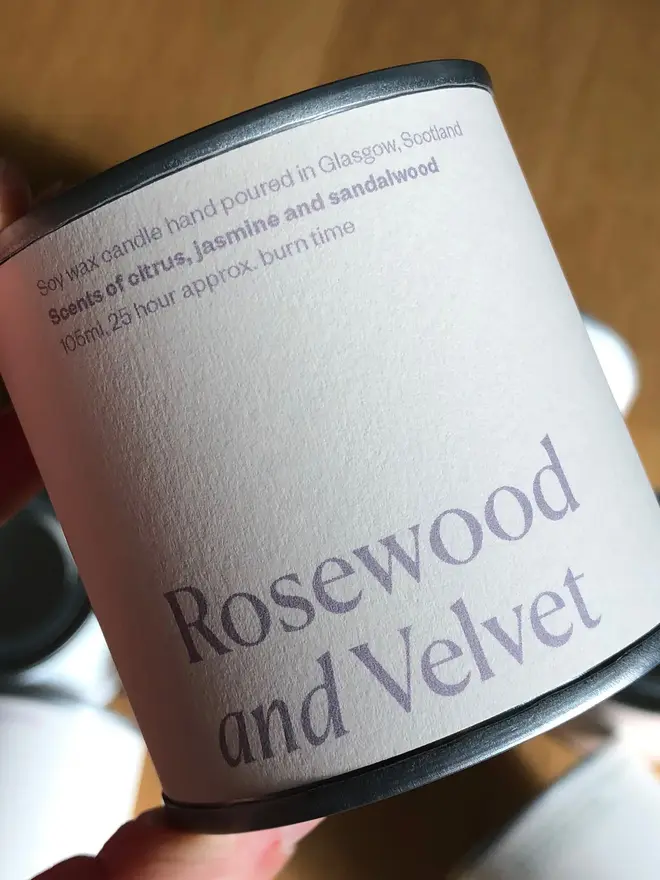 Soy wax candle hand poured in Glasgow, Scotland
Scents of citrus, jasmine and sandalwood
105ml, 25 hour approx. burn time
Rosewood
and Velvet